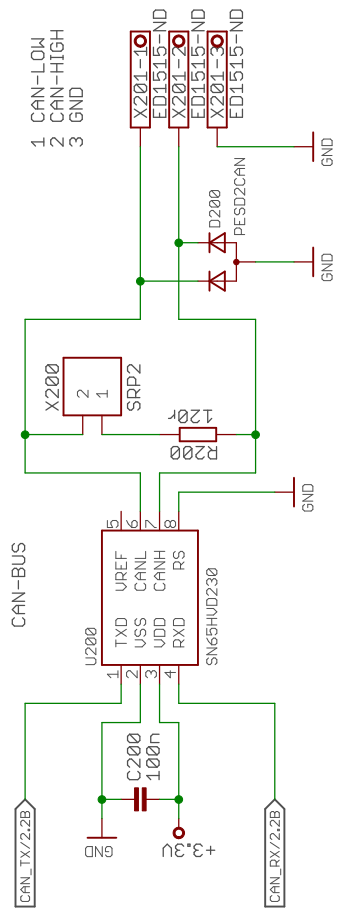 1 CAN-LOW
2 CAN-HIGH
3 GND
X201-1
ED1515-ND
X201-2
ED1515-ND
X201-3
ED1515-ND
GND
D200
PESD2CAN
GND
X200
2
1
SRP2
120r
R200
GND
CAN-BUS
5
6
7
8
VREF
CANL
CANH
RS
U200
TXD
VSS
VDD
RXD
SN65HVD230
1
2
3
4
C200
100n
GND
+3.3V
CAN_TX/2.2B
CAN_RX/2.2B